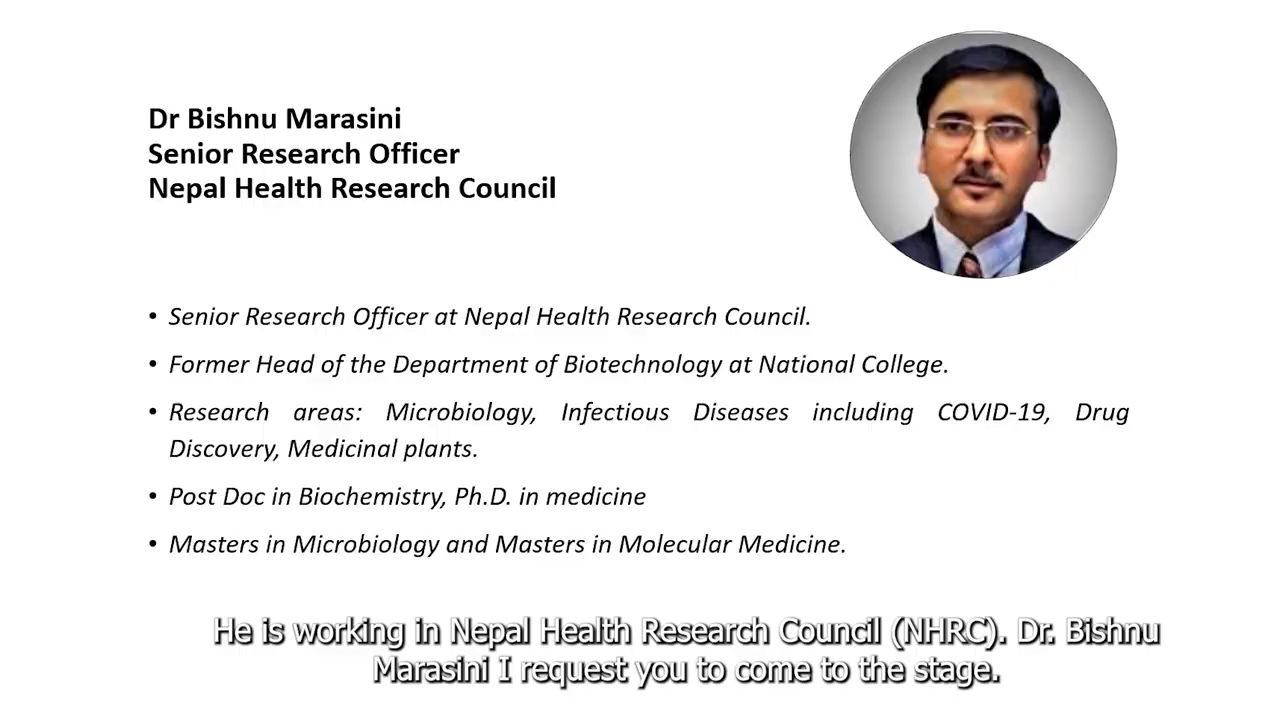 Dr Bishnu Marasini
Senior Research Officer
Nepal Health Research Council
• Senior Research Officer at Nepal Health Research Council.
• Former Head of the Department of Biotechnology at National College.
• Research areas: Microbiology, Infectious Diseases including COVID-19, Drug
Discovery, Medicinal plants.
• Post Doc in Biochemistry, Ph.D. in medicine
• Masters in Microbiology and Masters in Molecular Medicine.
He is working in Nepal Health Research Council (NHRC). Dr. Bishnu
Marasini I request you to come to the stage.